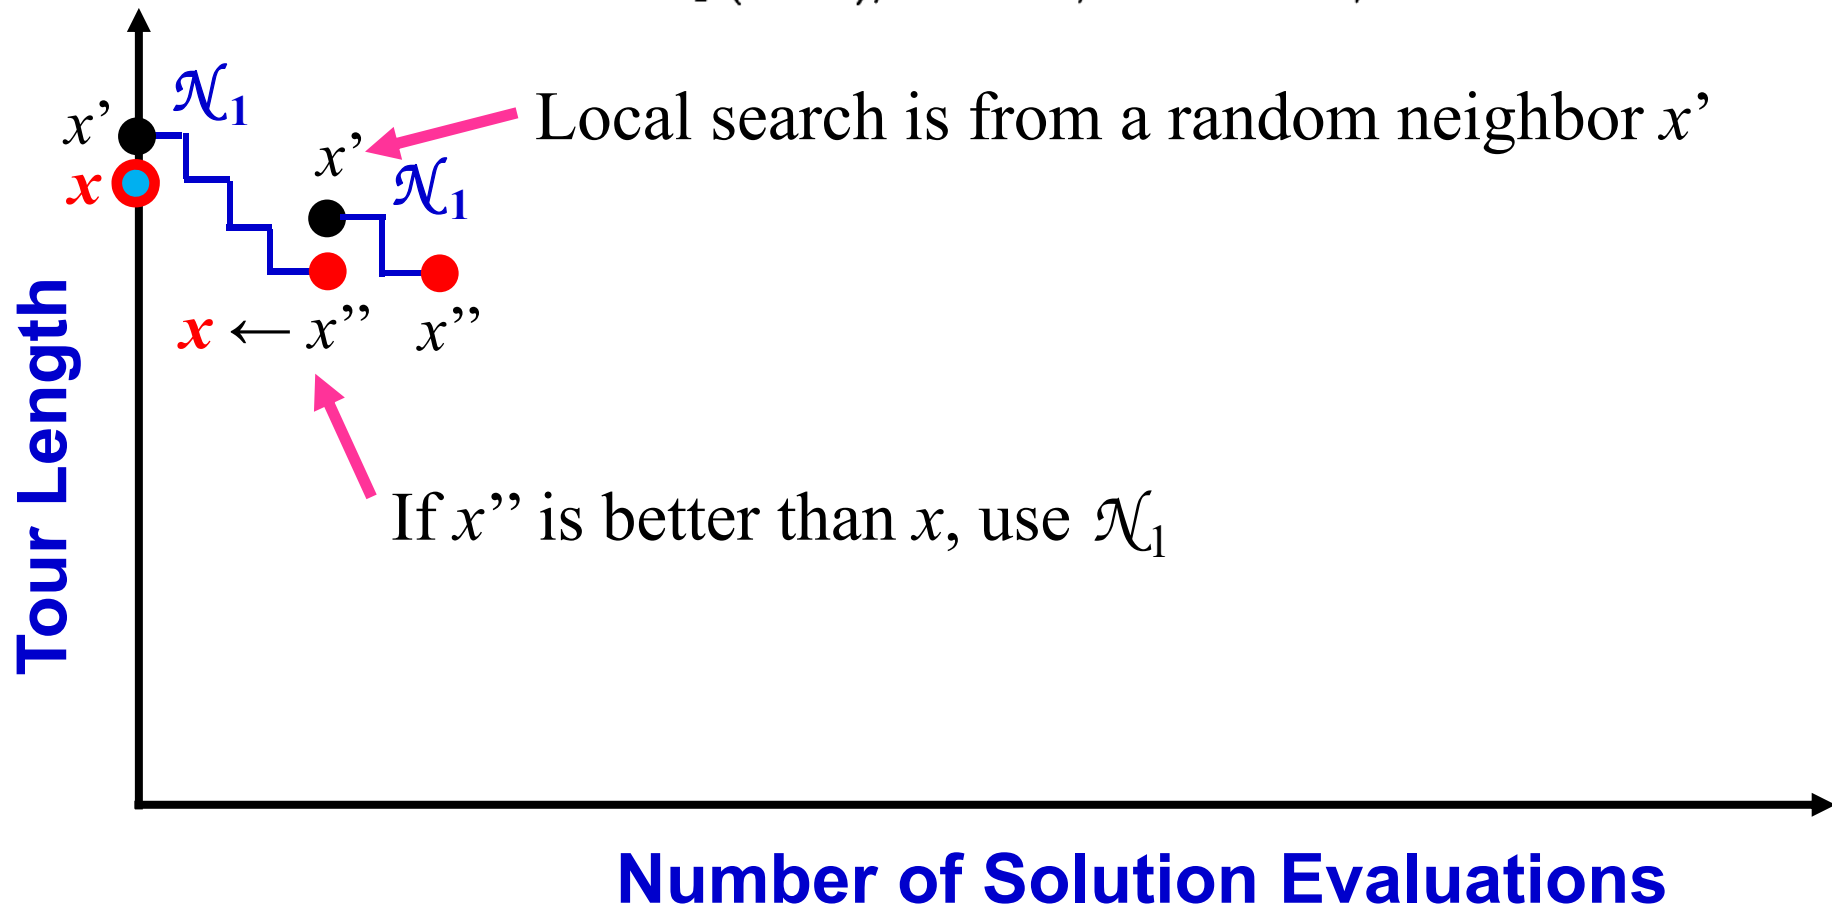 𝒩1
x’
x
Local search is from a random neighbor x’
x’
𝒩1
x ← x’’
x’’
If x’’ is better than x, use 𝒩1
Tour Length
Number of Solution Evaluations